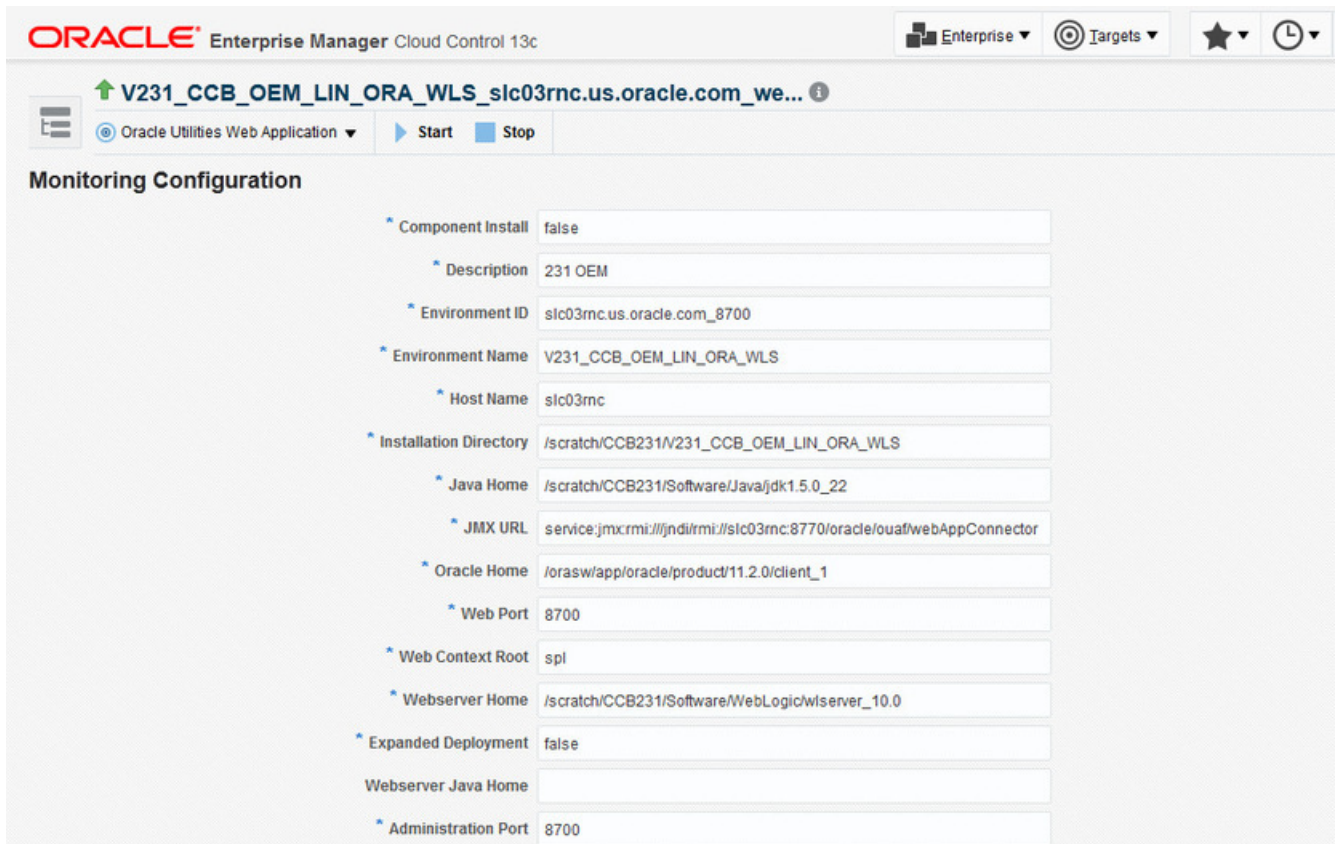 ORACLE Enterprise Manager Cloud Control 13c Enterprise Targets
V231_CCB_OEM_LIN_ORA_WLS_slc03rnc.us.oracle.com_we...
Oracle Utilities Web Application Start Stop
Monitoring Configuration
* Component Install false
* Description 231 OEM
* Environment ID slc03rnc.us.oracle.com_8700
* Environment Name V231_CCB_OEM_LIN_ORA_WLS
* Host Name slc03rnc
* Installation Directory /scratch/CCB231/V231_CCB_OEM_LIN_ORA_WLS
* Java Home /scratch/CCB231/Software/Java/jdk1.5.0_22
* JMX URL service:jmx:rmi:///jndi/rmi://slc03rnc:8770/oracle/ouaf/webAppConnector
* Oracle Home /orasw/app/oracle/product/11.2.0/client_1
* Web Port 8700
* Web Context Root spl
* Webserver Home /scratch/CCB231/Software/WebLogic/wlserver_10.0
* Expanded Deployment false
Webserver Java Home
* Administration Port 8700